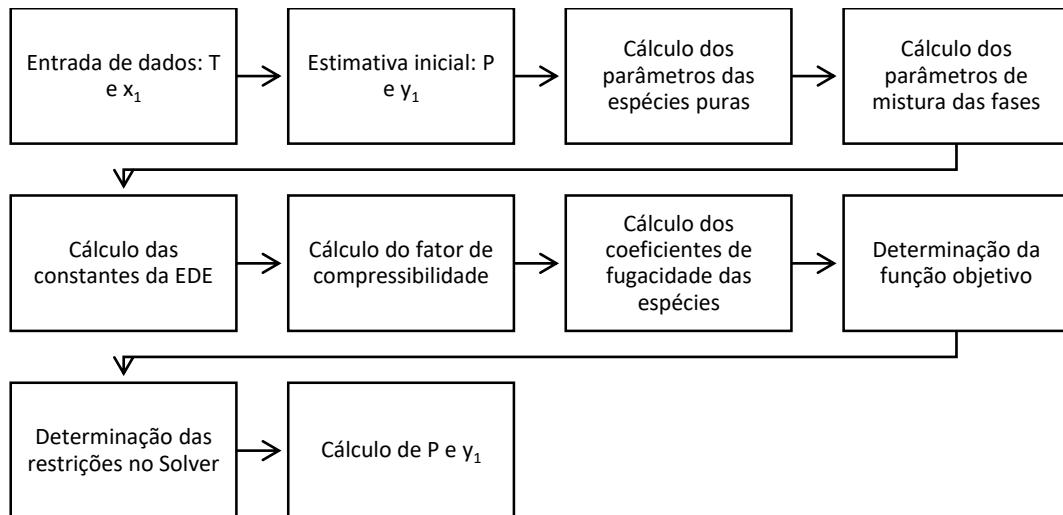 Entrada de dados: T
e x₁
Estimativa inicial: P
e y₁
Cálculo dos
parâmetros das
espécies puras
Cálculo dos
parâmetros de
mistura das fases
Cálculo das
constantes da EDE
Cálculo do fator de
compressibilidade
Cálculo dos
coeficientes de
fugacidade das
espécies
Determinação da
função objetivo
Determinação das
restrições no Solver
Cálculo de P e y₁